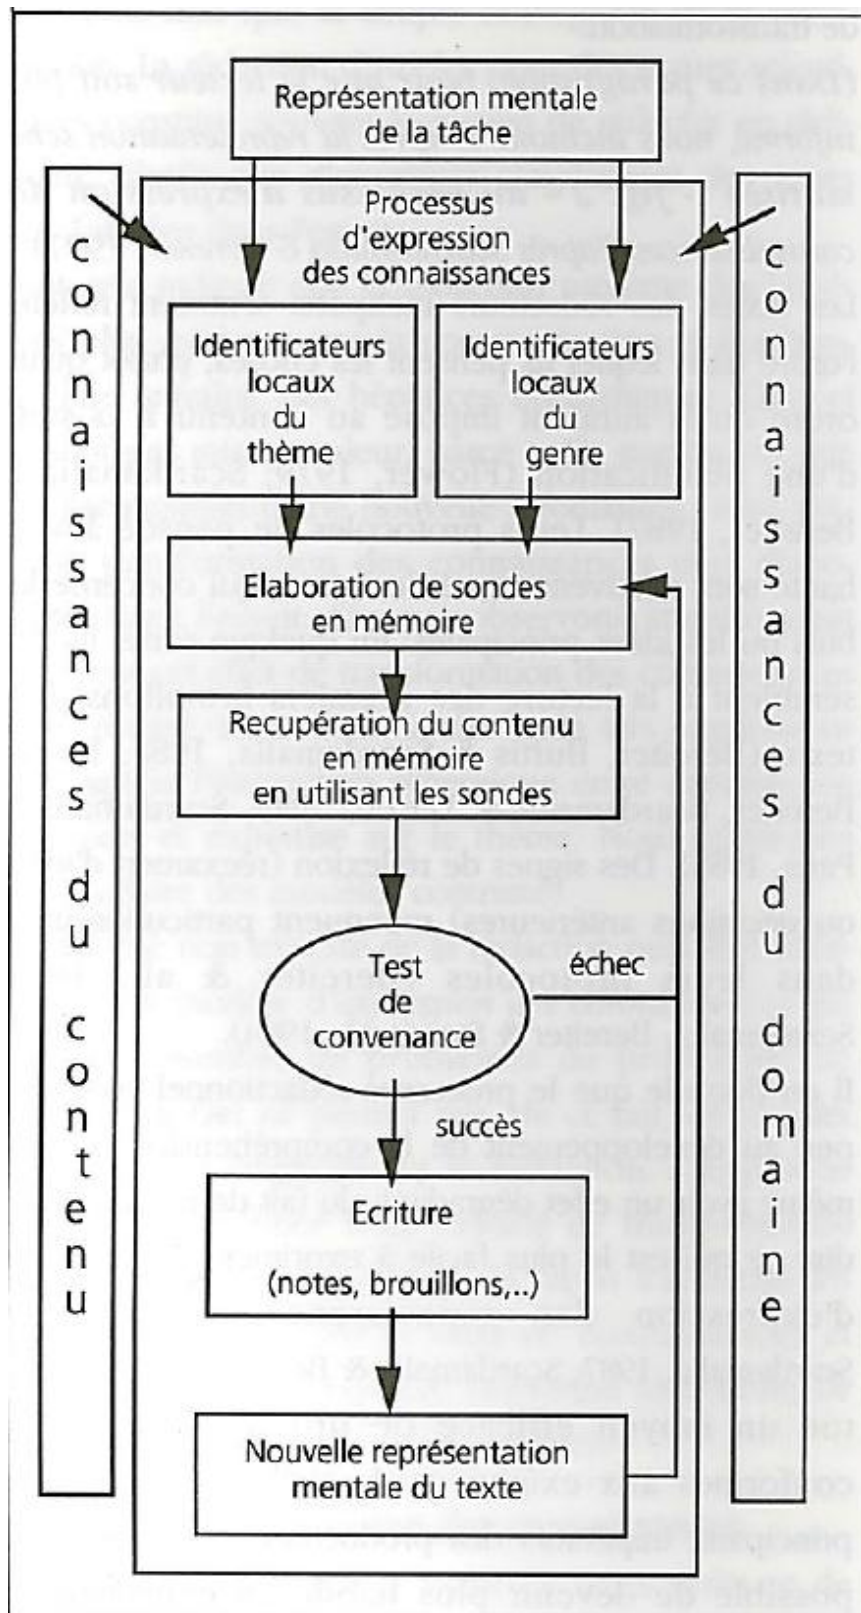 Représentation mentale
de la tâche
Processus
d'expression
des connaissances
connaissances du contenu
connaissances du domaine
Identificateurs
locaux
du
thème
Identificateurs
locaux
du
genre
Elaboration de sondes
en mémoire
Recupération du contenu
en mémoire
en utilisant les sondes
Test
de
convenance
échec
succès
Ecriture
(notes, brouillons,..)
Nouvelle représentation
mentale du texte